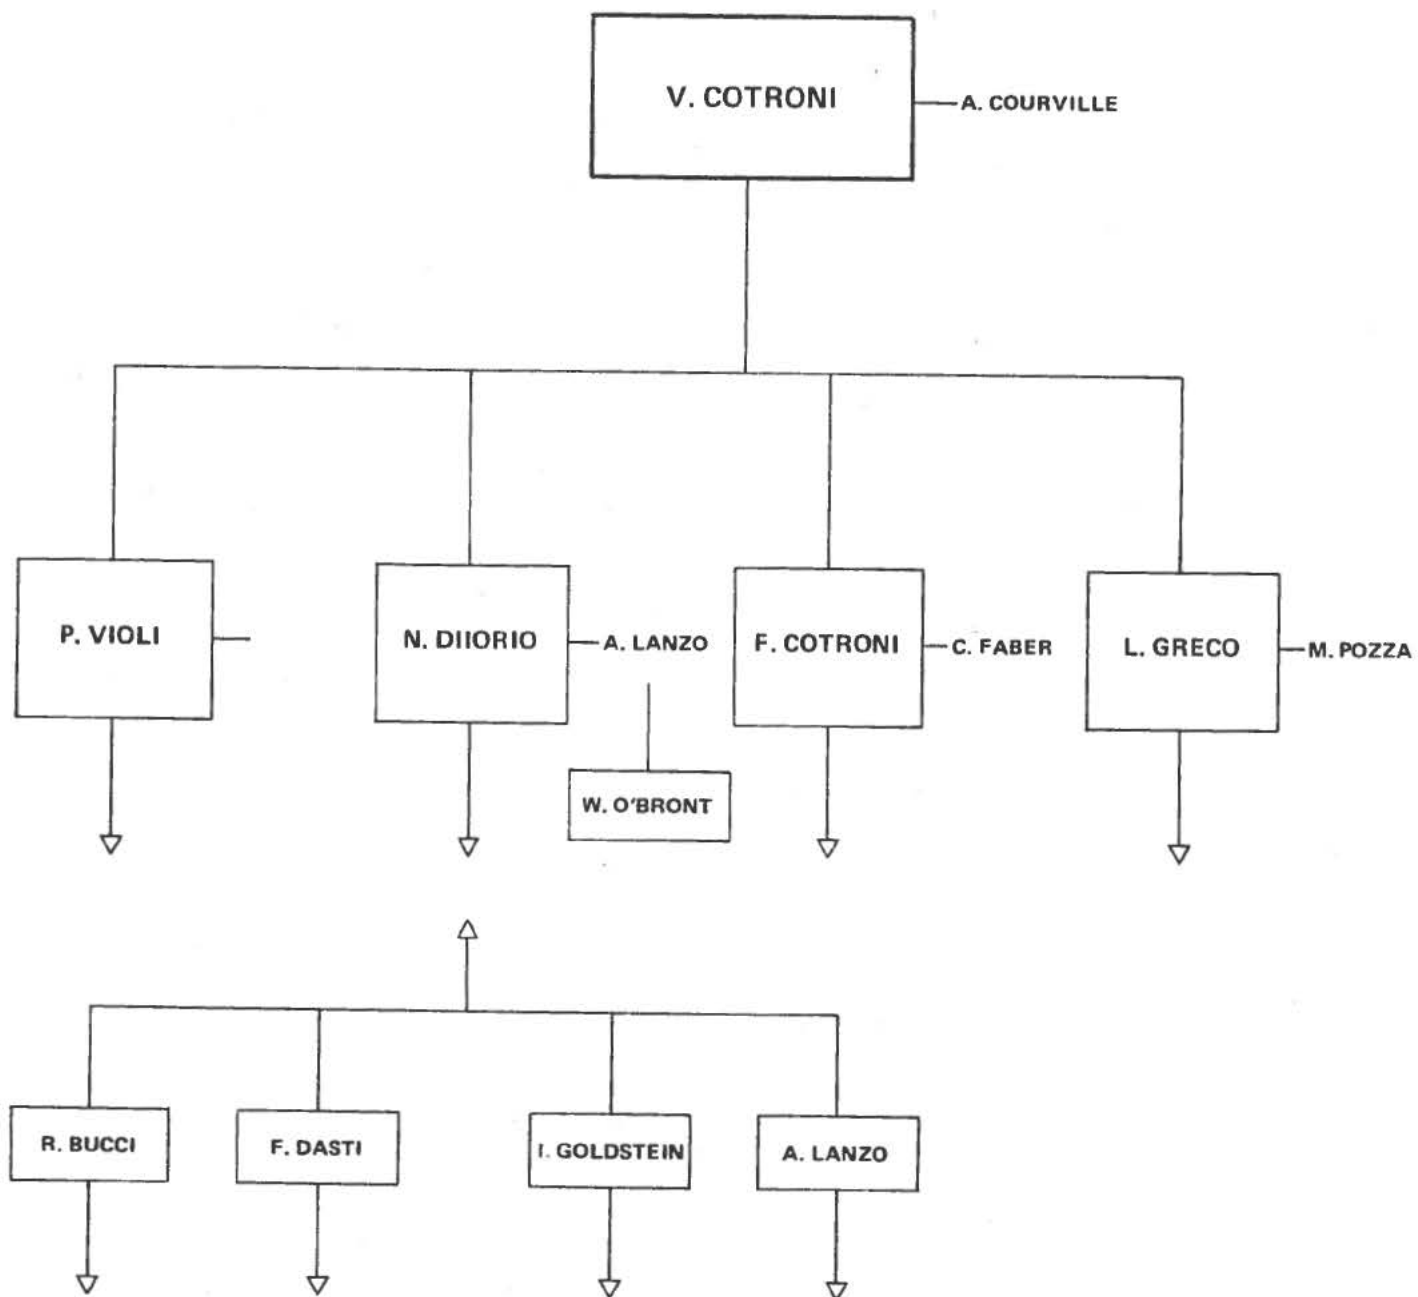 V. COTRONI
A. COURVILLE
P. VIOLI
N. DIIORIO
A. LANZO
F. COTRONI
C. FABER
L. GRECO
M. POZZA
W. O'BRONT
R. BUCCI
F. DASTI
I. GOLDSTEIN
A. LANZO